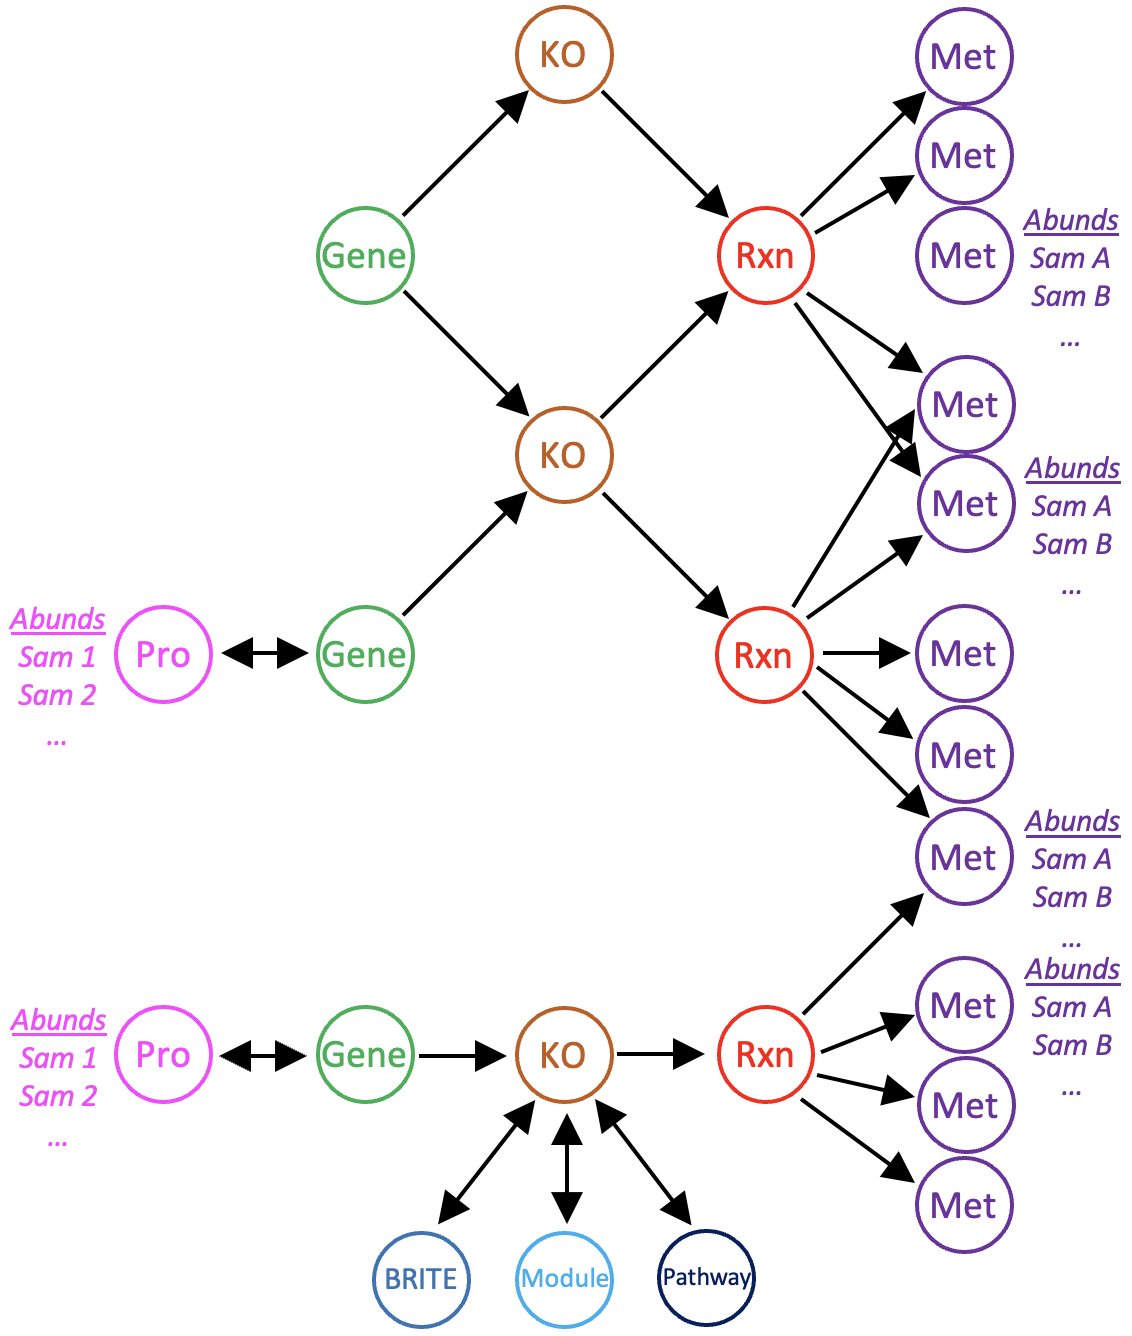 KO
Met
Met
Gene
Rxn
Met
Abunds
Sam A
Sam B
...
Met
KO
Met
Abunds
Sam A
Sam B
...
Abunds
Sam 1
Sam 2
...
Pro
Gene
Rxn
Met
Met
Met
Abunds
Sam A
Sam B
...
Abunds
Sam 1
Sam 2
...
Pro
Gene
KO
Rxn
Met
Abunds
Sam A
Sam B
...
Met
Met
BRITE
Module
Pathway